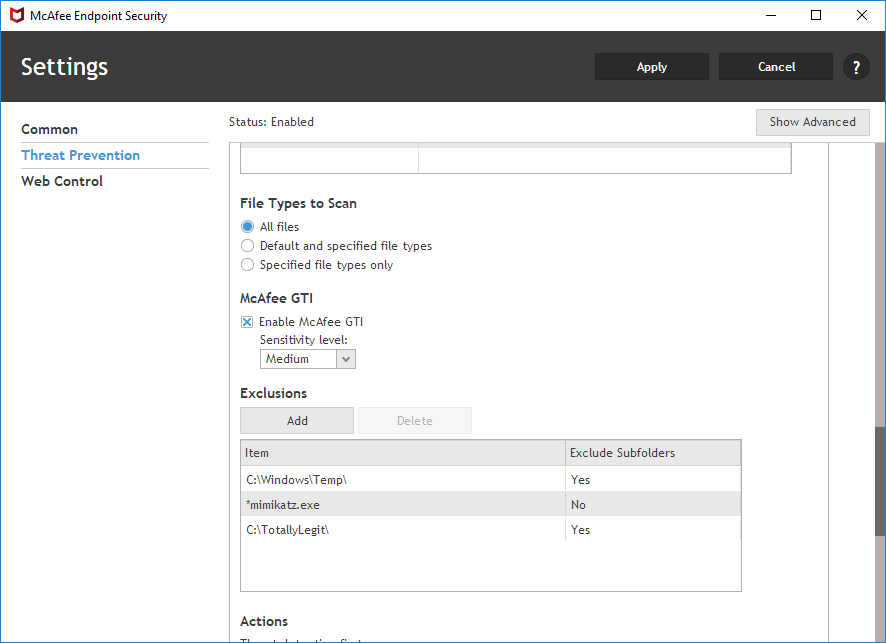 McAfee Endpoint Security
Settings
Apply
Cancel
?
Common
Threat Prevention
Web Control
Status: Enabled
Show Advanced
File Types to Scan
All files
Default and specified file types
Specified file types only
McAfee GTI
Enable McAfee GTI
Sensitivity level:
Medium
Exclusions
Add
Delete
Item Exclude Subfolders
C:\Windows\Temp\ Yes
*mimikatz.exe No
C:\TotallyLegit\ Yes
Actions